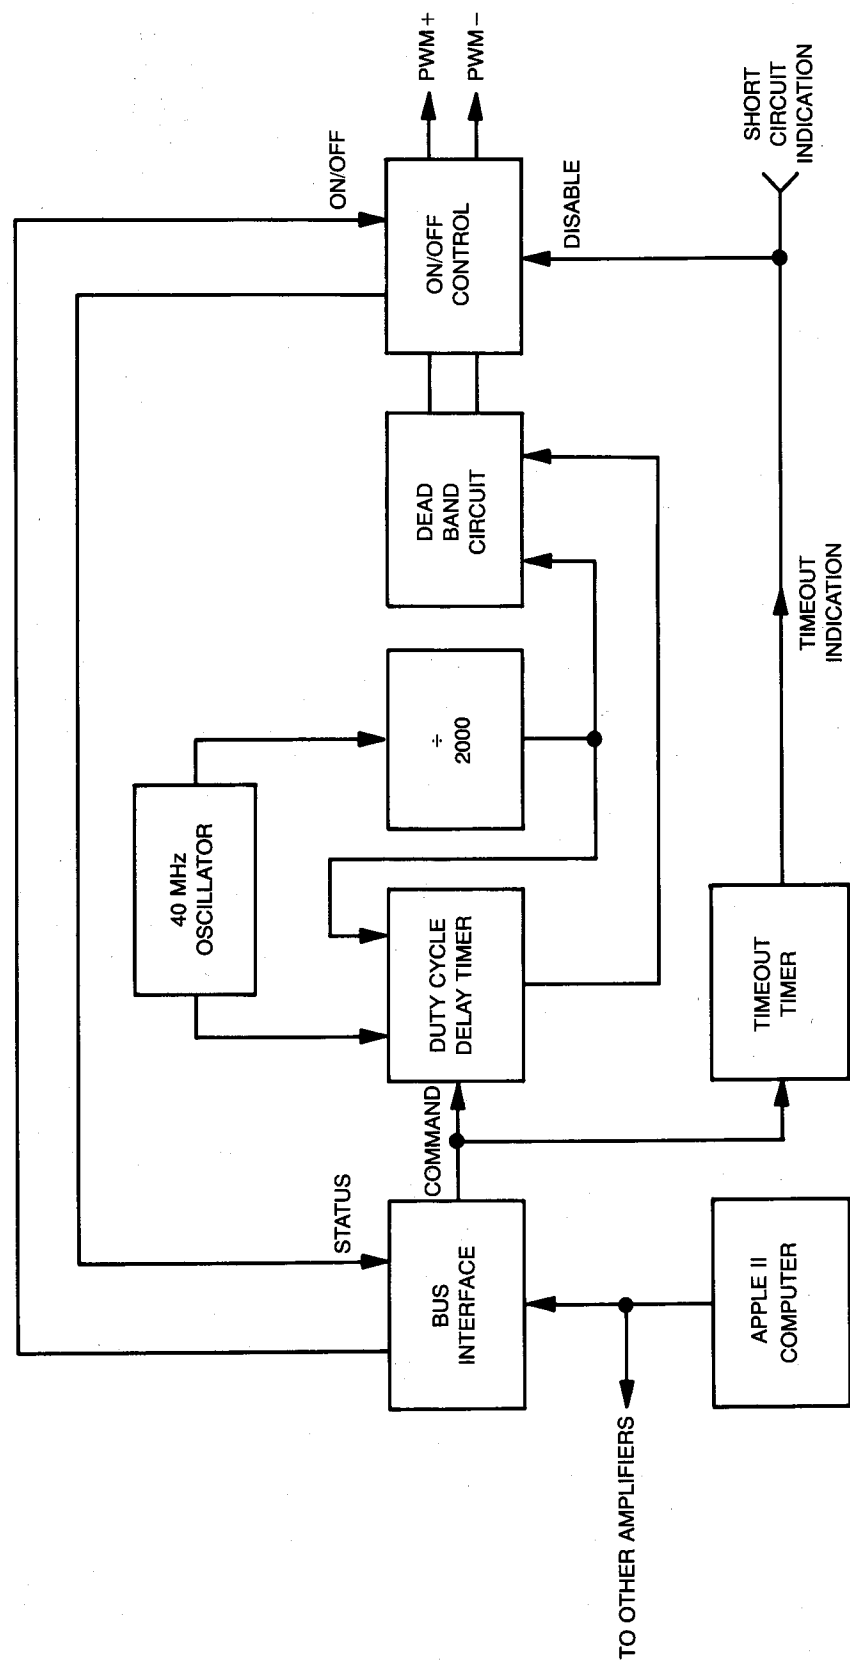 ON/OFF
STATUS
40 MHz
OSCILLATOR
BUS
INTERFACE
COMMAND
DUTY CYCLE
DELAY TIMER
÷
2000
DEAD
BAND
CIRCUIT
ON/OFF
CONTROL
PWM+
PWM−
DISABLE
TO OTHER AMPLIFIERS
APPLE II
COMPUTER
TIMEOUT
TIMER
TIMEOUT
INDICATION
SHORT
CIRCUIT
INDICATION